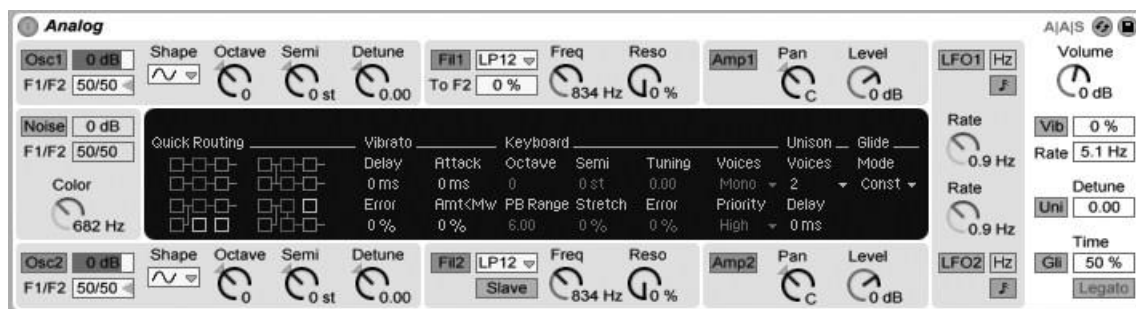 Analog
A|A|S
Osc1 0 dB Shape Octave Semi Detune Fil1 LP12 Freq Reso Amp1 Pan Level LFO1 Hz Volume
F1/F2 50/50 0 0 st 0.00 To F2 0 % 834 Hz 0 % C 0 dB 0 dB
Noise 0 dB
F1/F2 50/50
Color
682 Hz
Quick Routing Vibrato Keyboard Unison Glide
Delay Attack Octave Semi Tuning Voices Voices Mode
0 ms 0 ms 0 0 st 0.00 Mono 2 Const
Error Amt<Mw PB Range Stretch Error Priority Delay
0 % 0 % 6.00 0 % 0 % High 0 ms
Rate
0.9 Hz
Rate
0.9 Hz
Vib 0 %
Rate 5.1 Hz
Detune
Uni 0.00
Time
Osc2 0 dB Shape Octave Semi Detune Fil2 LP12 Freq Reso Amp2 Pan Level LFO2 Hz Gli 50 %
F1/F2 50/50 0 0 st 0.00 Slave 834 Hz 0 % C 0 dB Legato